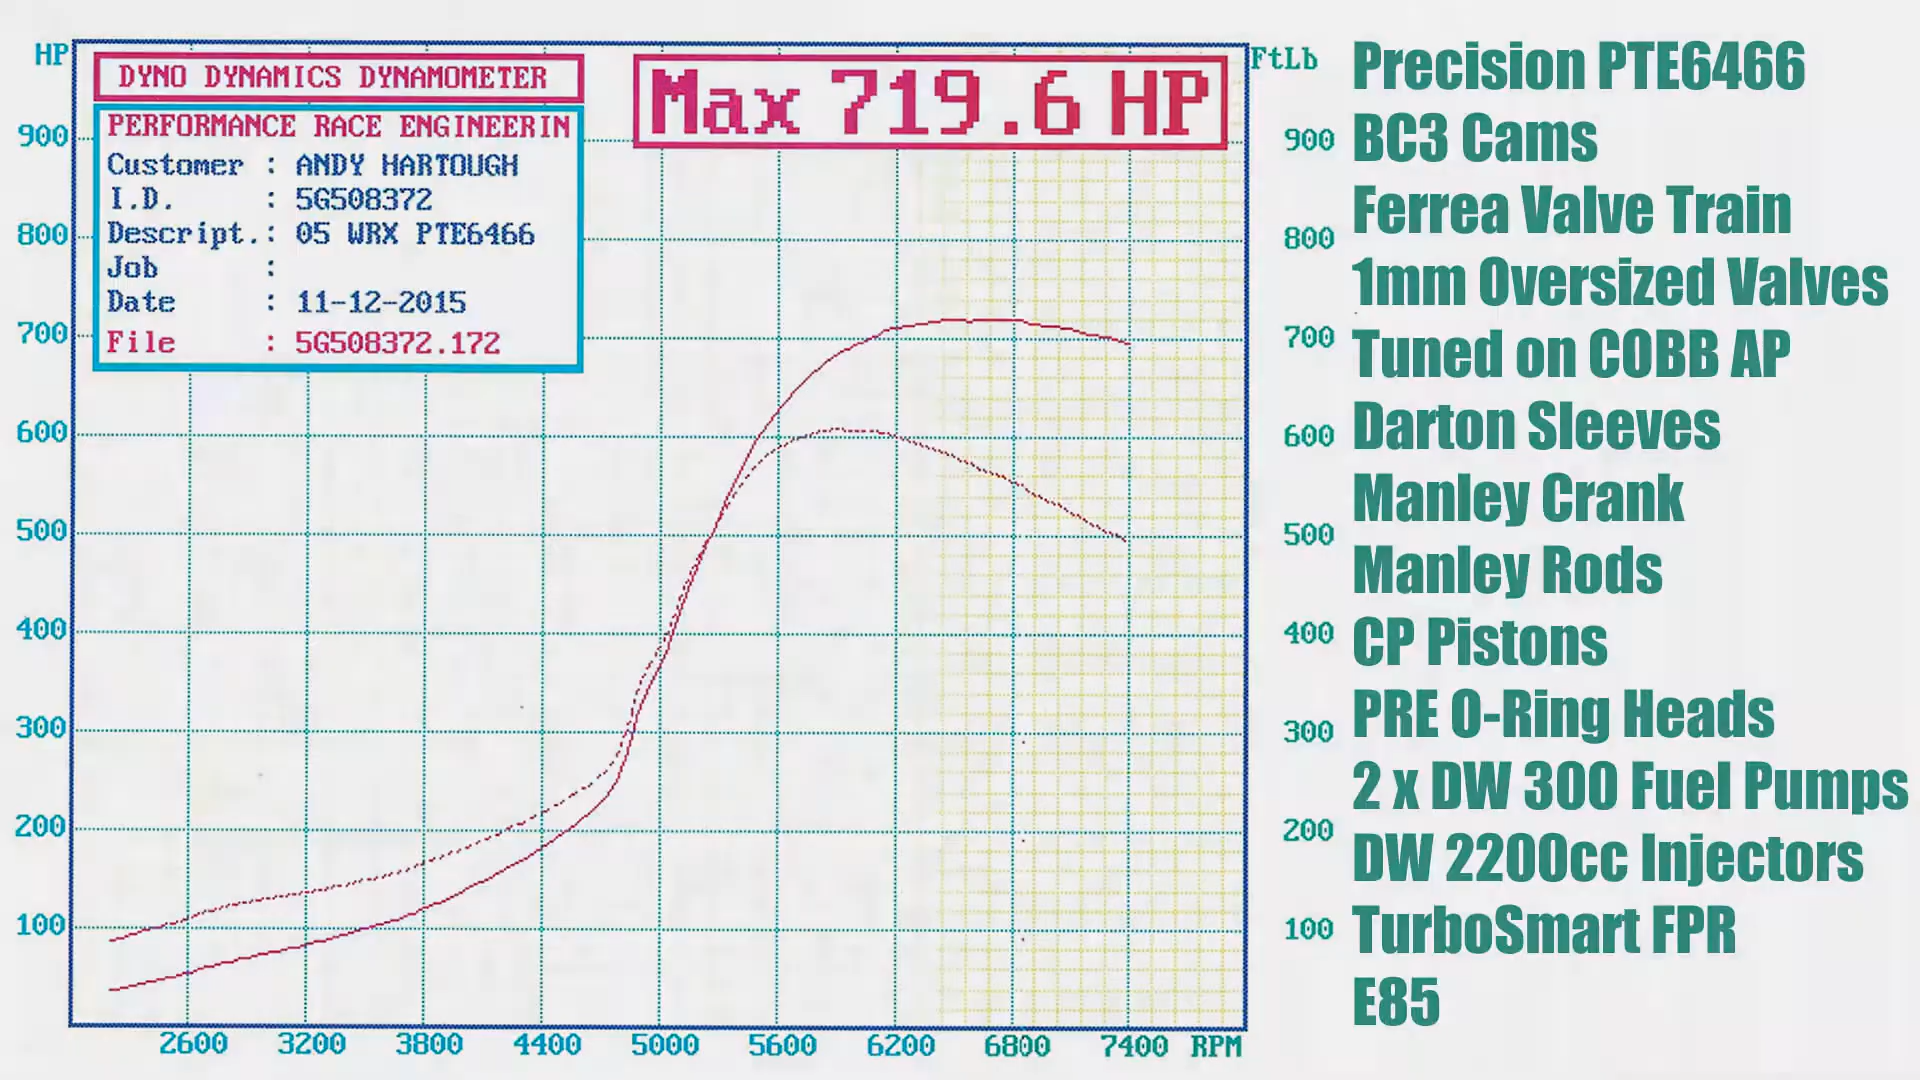 HP
DYNO DYNAMICS DYNAMOMETER
PERFORMANCE RACE ENGINEERIN
Customer : ANDY HARTOUGH
I.D. : 5G508372
Descript.: 05 WRX PTE6466
Job :
Date : 11-12-2015
File : 5G508372.172
Max 719.6 HP
FtLb
900
800
700
600
500
400
300
200
100
900
800
700
600
500
400
300
200
100
2600 3200 3800 4400 5000 5600 6200 6800 7400 RPM
Precision PTE6466
BC3 Cams
Ferrea Valve Train
1mm Oversized Valves
Tuned on COBB AP
Darton Sleeves
Manley Crank
Manley Rods
CP Pistons
PRE O-Ring Heads
2 x DW 300 Fuel Pumps
DW 2200cc Injectors
TurboSmart FPR
E85